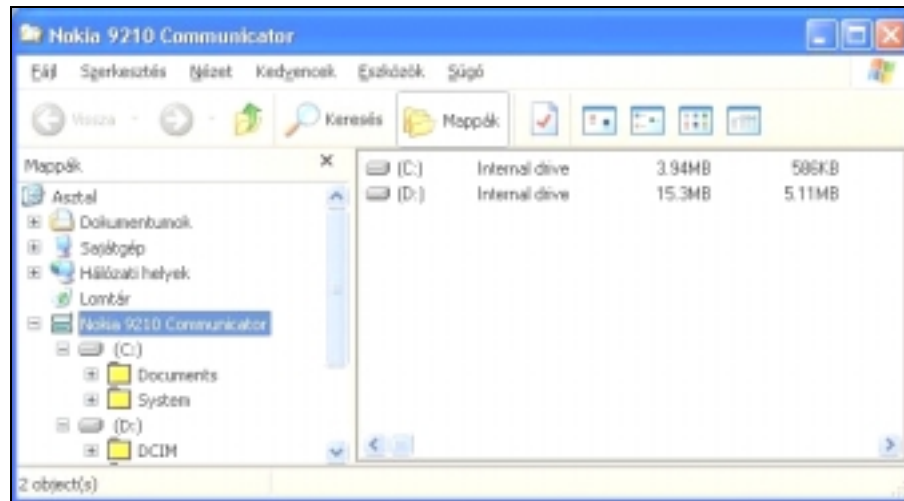 Nokia 9210 Communicator
Fájl Szerkesztés Nézet Kedvencek Eszközök Súgó
Vissza Keresés Mappák
Mappák
Asztal
Dokumentumok
Sajátgép
Hálózati helyek
Lomtár
Nokia 9210 Communicator
(C:)
Documents
System
(D:)
DCIM
(C:) Internal drive 3.94MB 586KB
(D:) Internal drive 15.3MB 5.11MB
2 object(s)